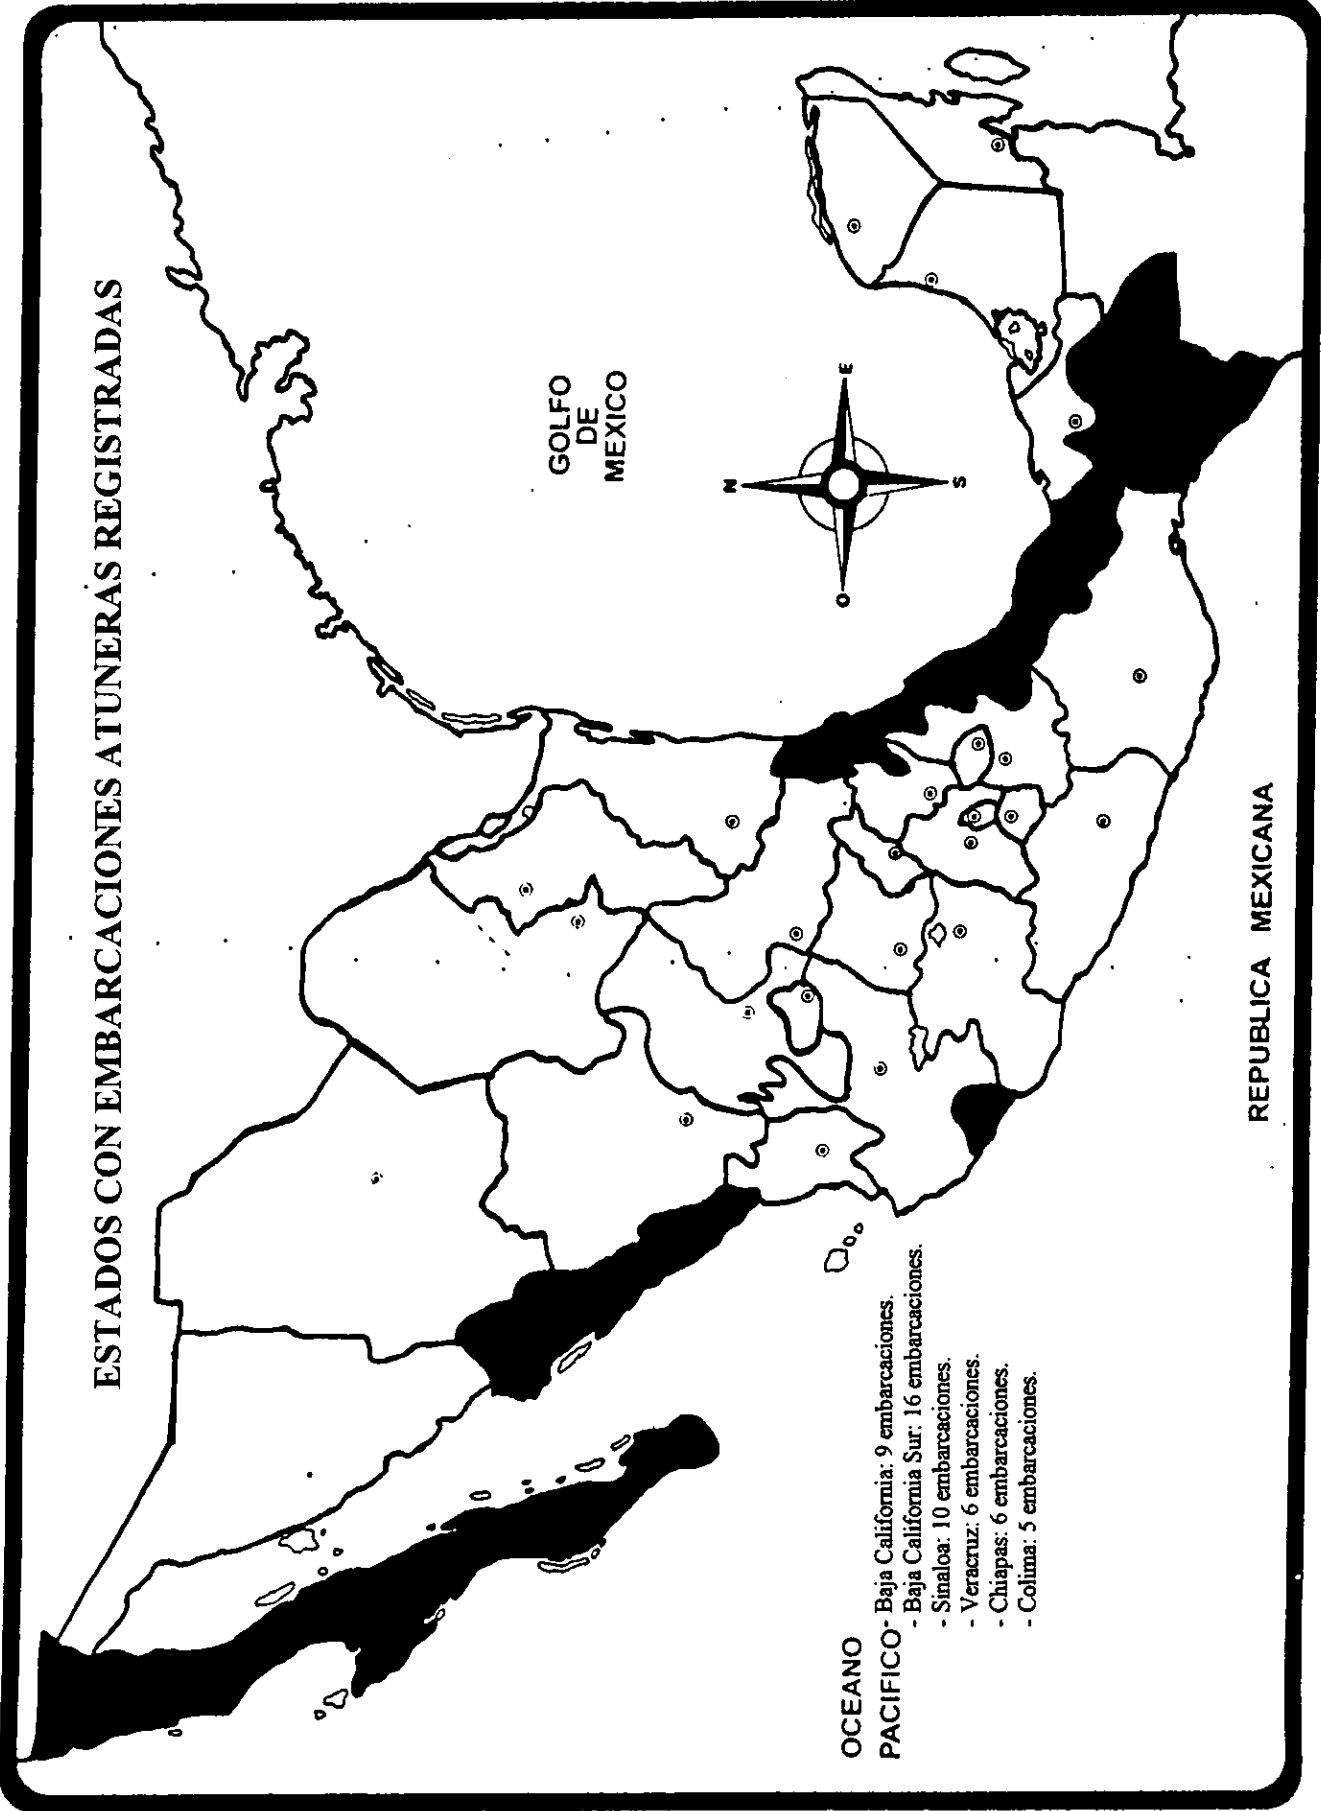 ESTADOS CON EMBARCACIONES ATUNERAS REGISTRADAS
GOLFO
DE
MEXICO
N
O
E
S
OCEANO
PACIFICO
- Baja California: 9 embarcaciones.
- Baja California Sur: 16 embarcaciones.
- Sinaloa: 10 embarcaciones.
- Veracruz: 6 embarcaciones.
- Chiapas: 6 embarcaciones.
- Colima: 5 embarcaciones.
REPUBLICA MEXICANA